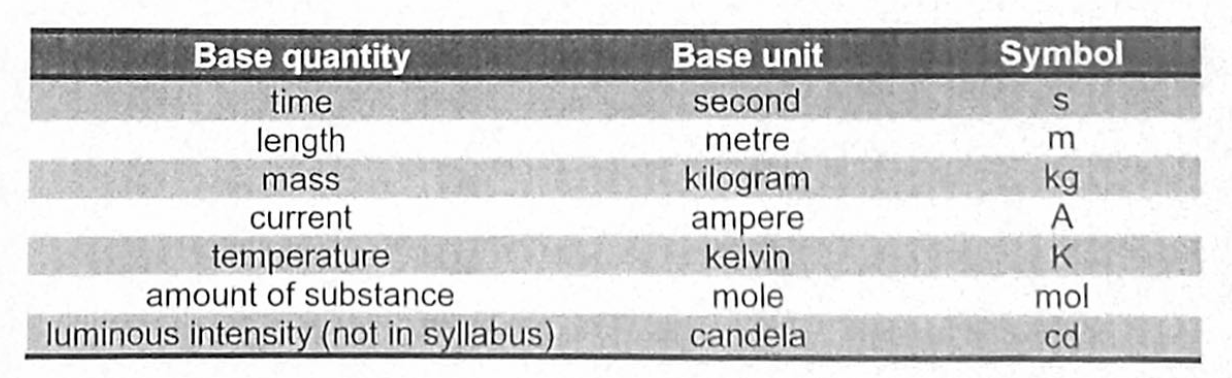 Base quantity Base unit Symbol
time second s
length metre m
mass kilogram kg
current ampere A
temperature kelvin K
amount of substance mole mol
luminous intensity (not in syllabus) candela cd